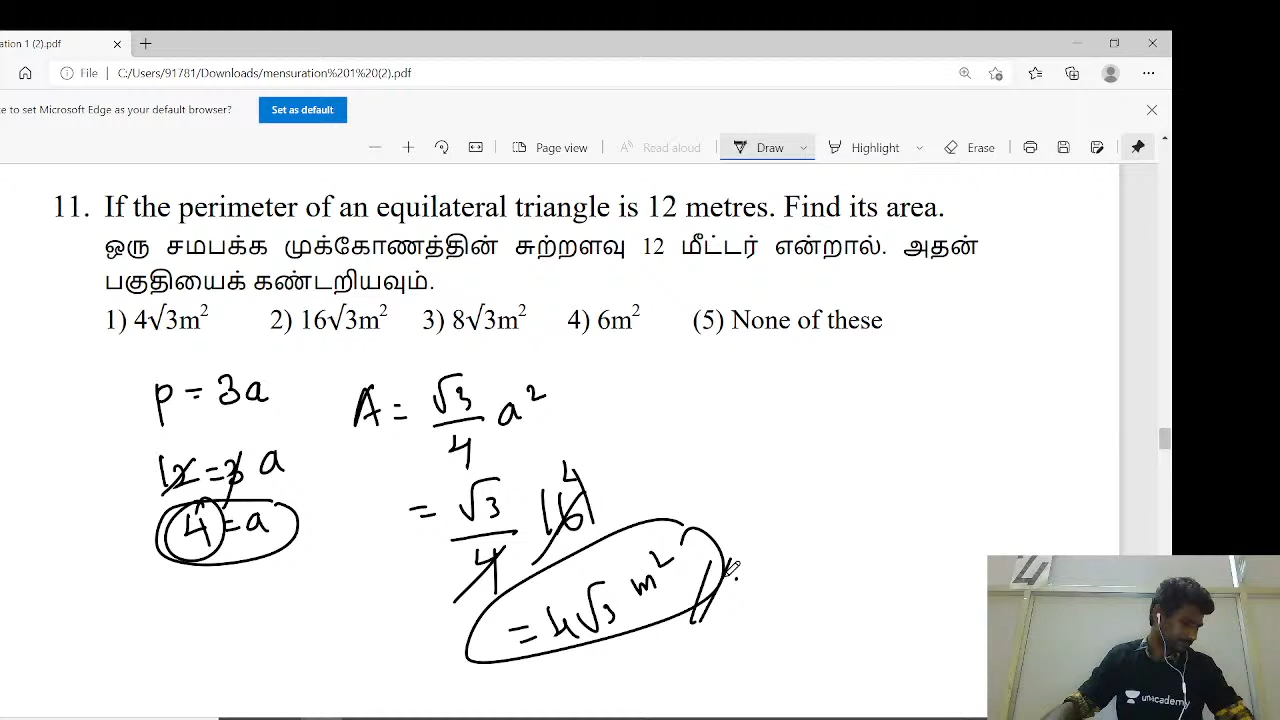 ation 1 (2).pdf
File C:/Users/91781/Downloads/mensuration%201%20(2).pdf
e to set Microsoft Edge as your default browser? Set as default
Page view Read aloud Draw Highlight Erase
11. If the perimeter of an equilateral triangle is 12 metres. Find its area.
ஒரு சமபக்க முக்கோணத்தின் சுற்றளவு 12 மீட்டர் என்றால். அதன்
பகுதியைக் கண்டறியவும்.
1) 4√3m² 2) 16√3m² 3) 8√3m² 4) 6m² (5) None of these
p = 3a A = √3/4 a²
12 = 3a
= √3/4 16 4
4 = a
= 4√3 m²
unacademy